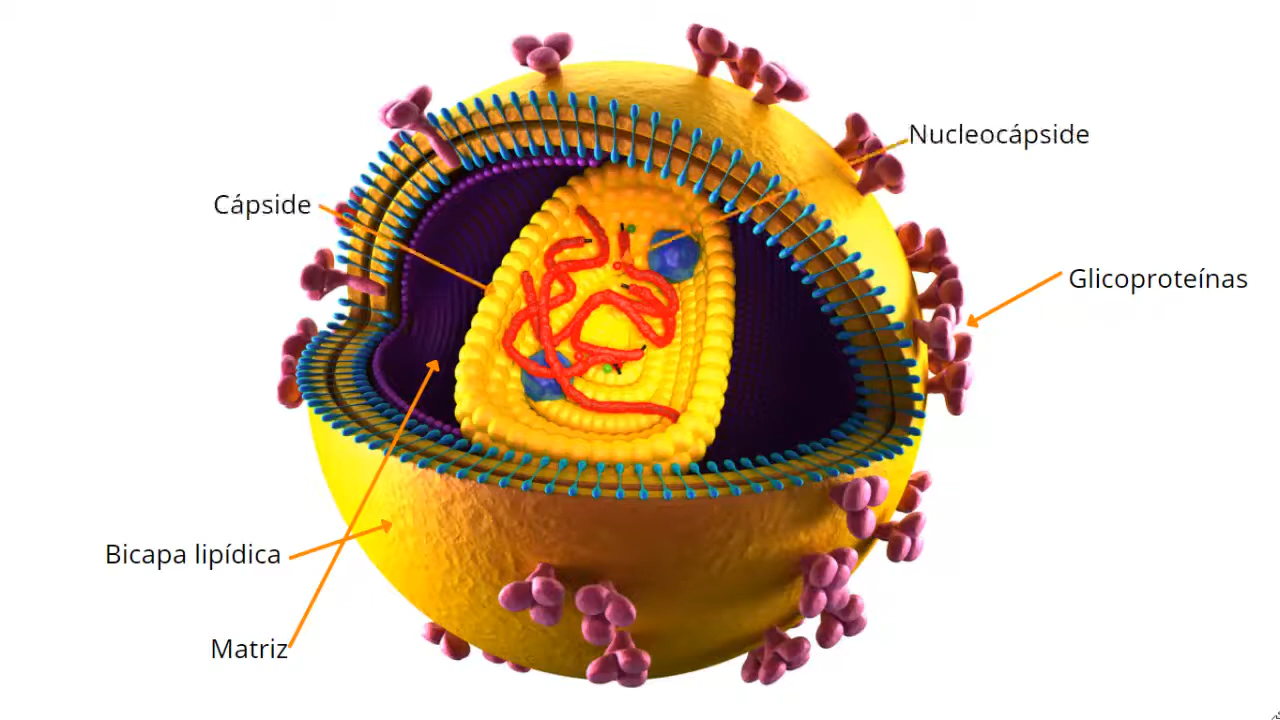 Nucleocápside
Cápside
Glicoproteínas
Bicapa lipídica
Matriz